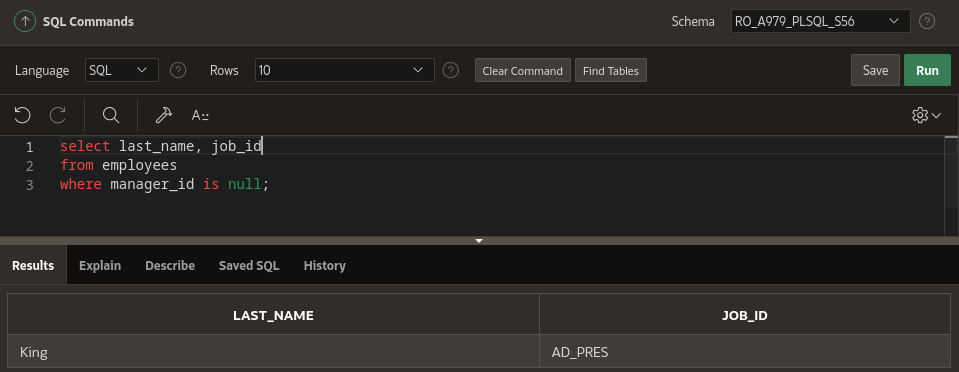 SQL Commands
Schema RO_A979_PLSQL_S56 ?
Language SQL ? Rows 10 ? Clear Command Find Tables Save Run
A
1 select last_name, job_id
2 from employees
3 where manager_id is null;
Results Explain Describe Saved SQL History
LAST_NAME JOB_ID
King AD_PRES